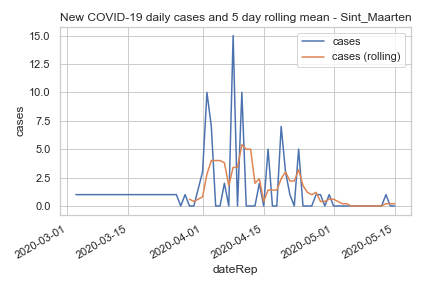 New COVID-19 daily cases and 5 day rolling mean - Sint_Maarten
cases
cases (rolling)
15.0
12.5
10.0
7.5
5.0
2.5
0.0
cases
2020-03-01
2020-03-15
2020-04-01
2020-04-15
2020-05-01
2020-05-15
dateRep